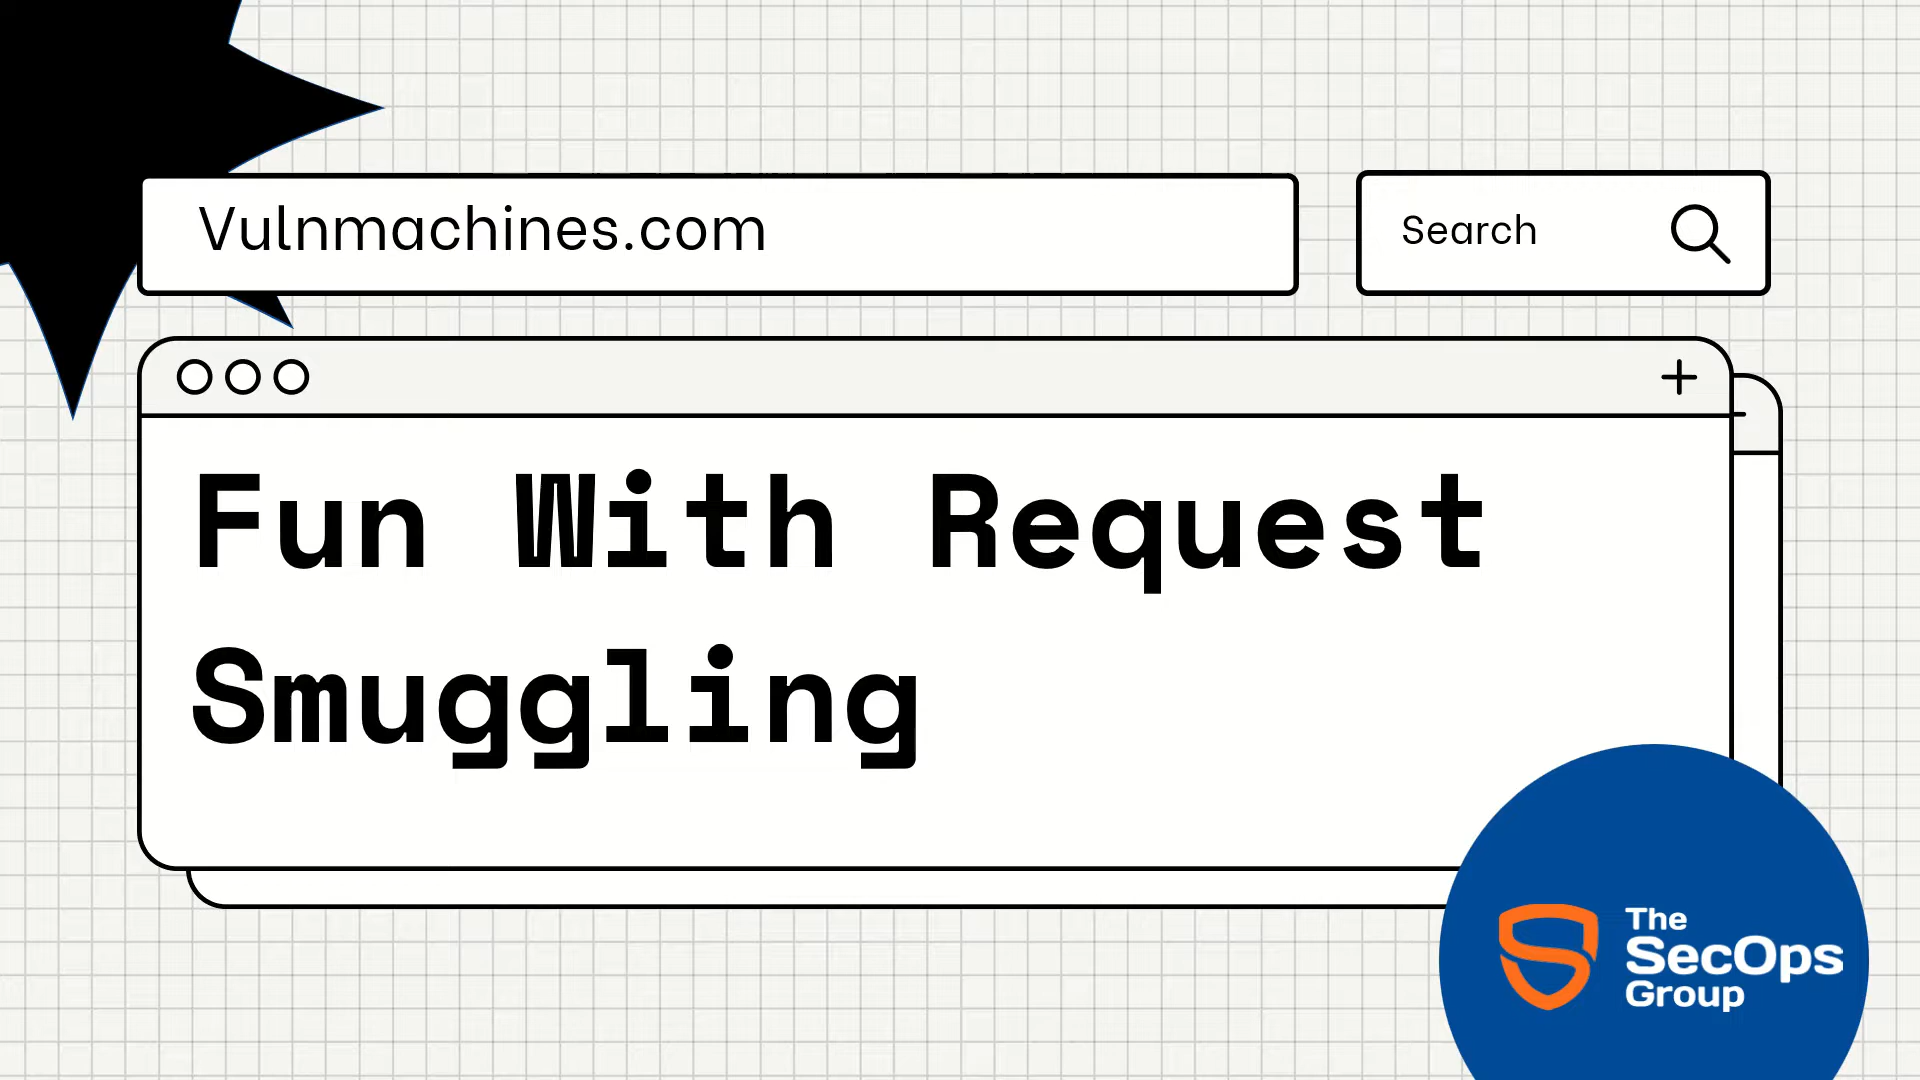 Vulnmachines.com
Search
Fun With Request
Smuggling
The
SecOps
Group